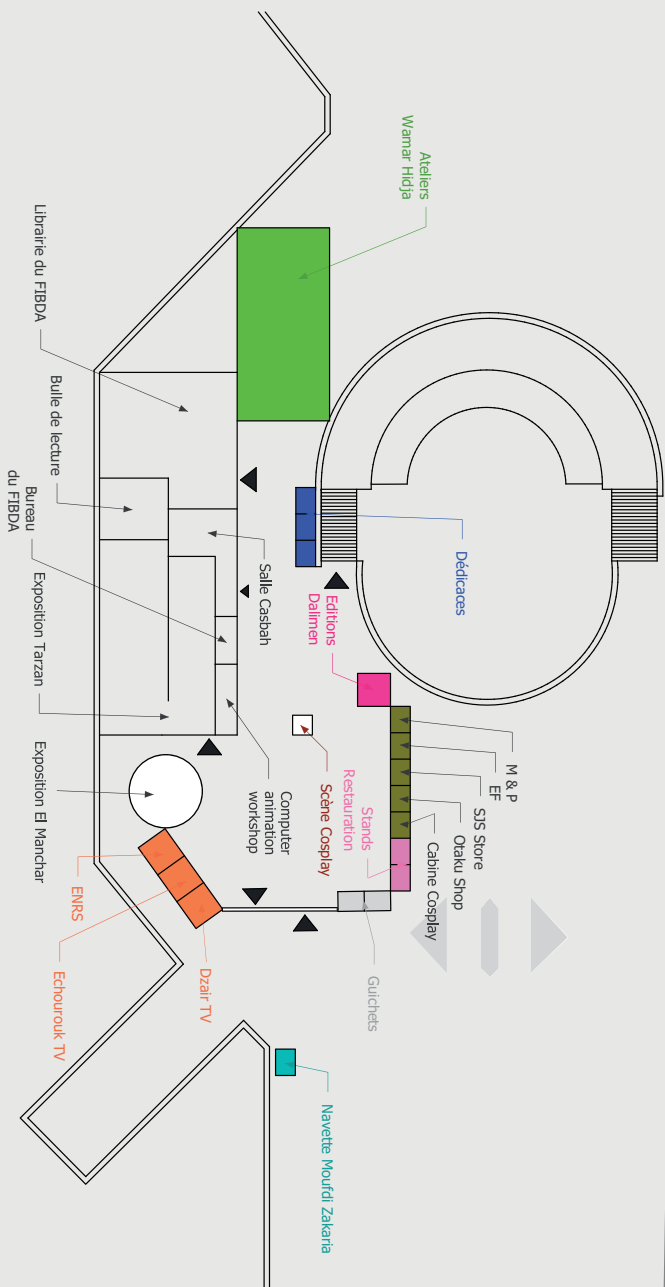 Ateliers
Wamar Hidja
Librairie du FIBDA
Bulle de lecture
Bureau
du FIBDA
Exposition Tarzan
Exposition El Manchar
Salle Casbah
Computer
animation
workshop
Dédicaces
Editions
Dalimen
Scène Cosplay
M & P
EF
SJS Store
Otaku Shop
Cabine Cosplay
Stands
Restauration
Guichets
ENRS
Echourouk TV
Dzair TV
Navette Moufdi Zakaria